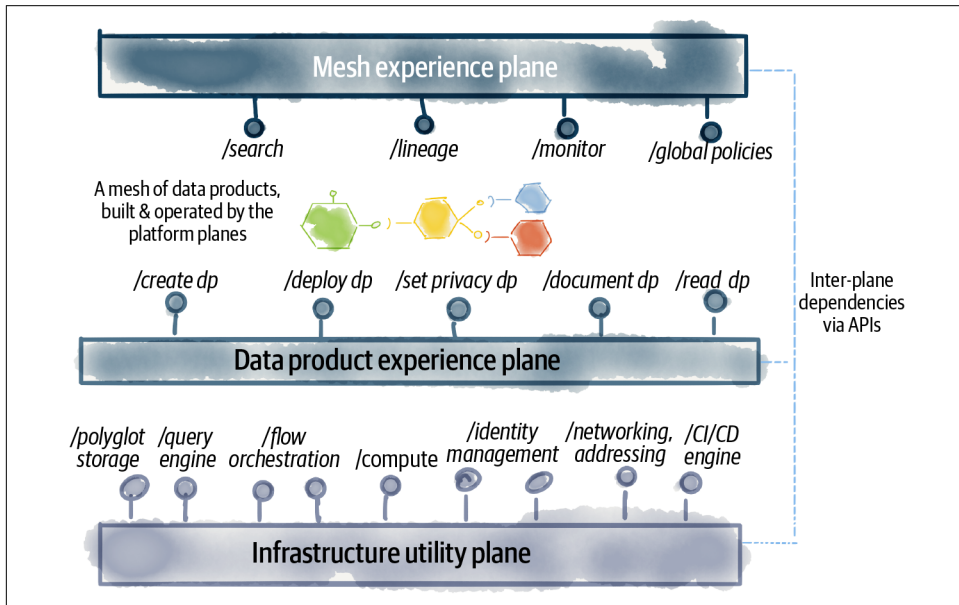 Mesh experience plane
/search
/lineage
/monitor
/global policies
A mesh of data products,
built & operated by the
platform planes
/create dp
/deploy dp
/set privacy dp
/document dp
/read dp
Inter-plane
dependencies
via APIs
Data product experience plane
/polyglot
storage
/query
engine
/flow
orchestration
/compute
/identity
management
/networking,
addressing
/CI/CD
engine
Infrastructure utility plane